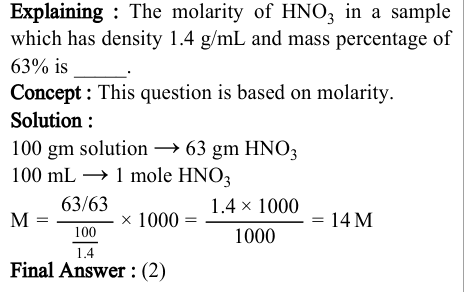 Explaining : The molarity of HNO₃ in a sample
which has density 1.4 g/mL and mass percentage of
63% is _____.
Concept : This question is based on molarity.
Solution :
100 gm solution → 63 gm HNO₃
100 mL → 1 mole HNO₃
M = (63/63)/(100/1.4) × 1000 = (1.4 × 1000)/1000 = 14 M
Final Answer : (2)